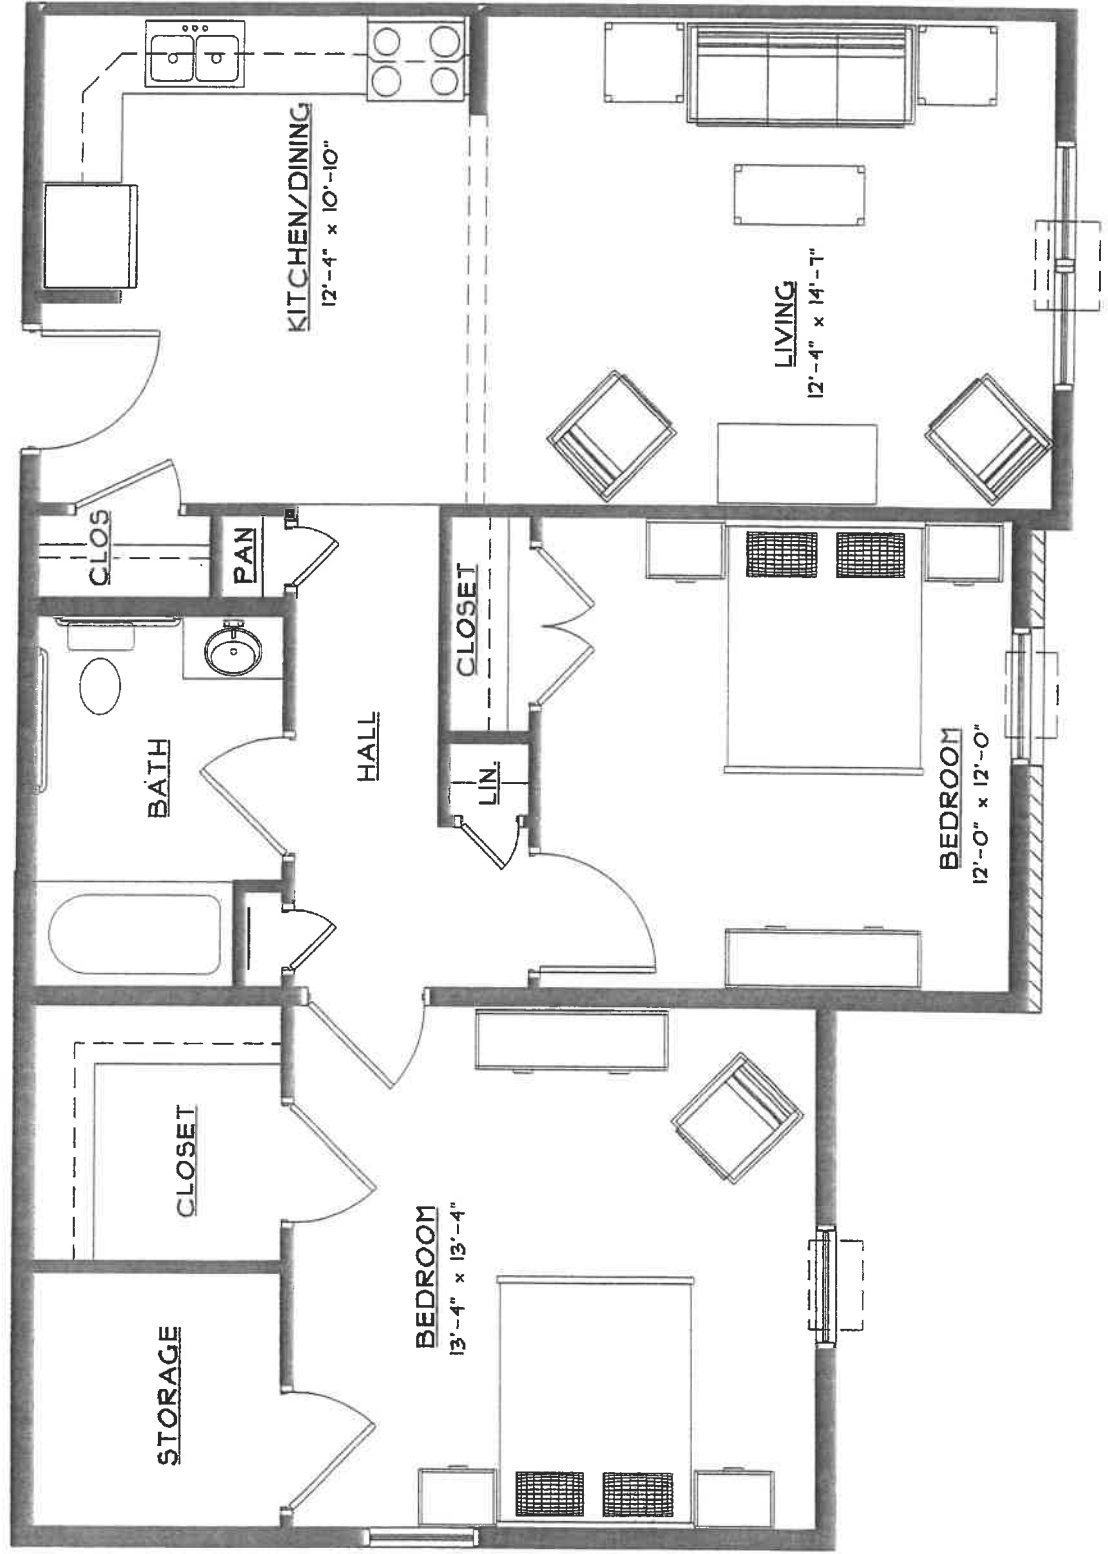 KITCHEN/DINING
12'-4" x 10'-10"
LIVING
12'-4" x 14'-7"
CLOS
PAN
CLOSET
HALL
BATH
LIN.
BEDROOM
12'-0" x 12'-0"
CLOSET
BEDROOM
13'-4" x 13'-4"
STORAGE